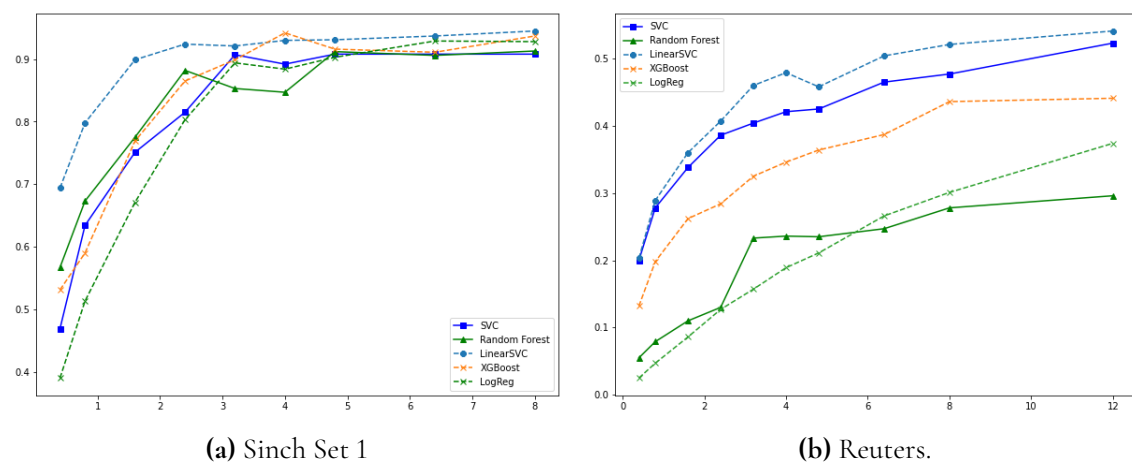 0.9
0.8
0.7
0.6
0.5
0.4
1 2 3 4 5 6 7 8
SVC
Random Forest
LinearSVC
XGBoost
LogReg
(a) Sinch Set 1
SVC
Random Forest
LinearSVC
XGBoost
LogReg
0.5
0.4
0.3
0.2
0.1
0.0
0 2 4 6 8 10 12
(b) Reuters.